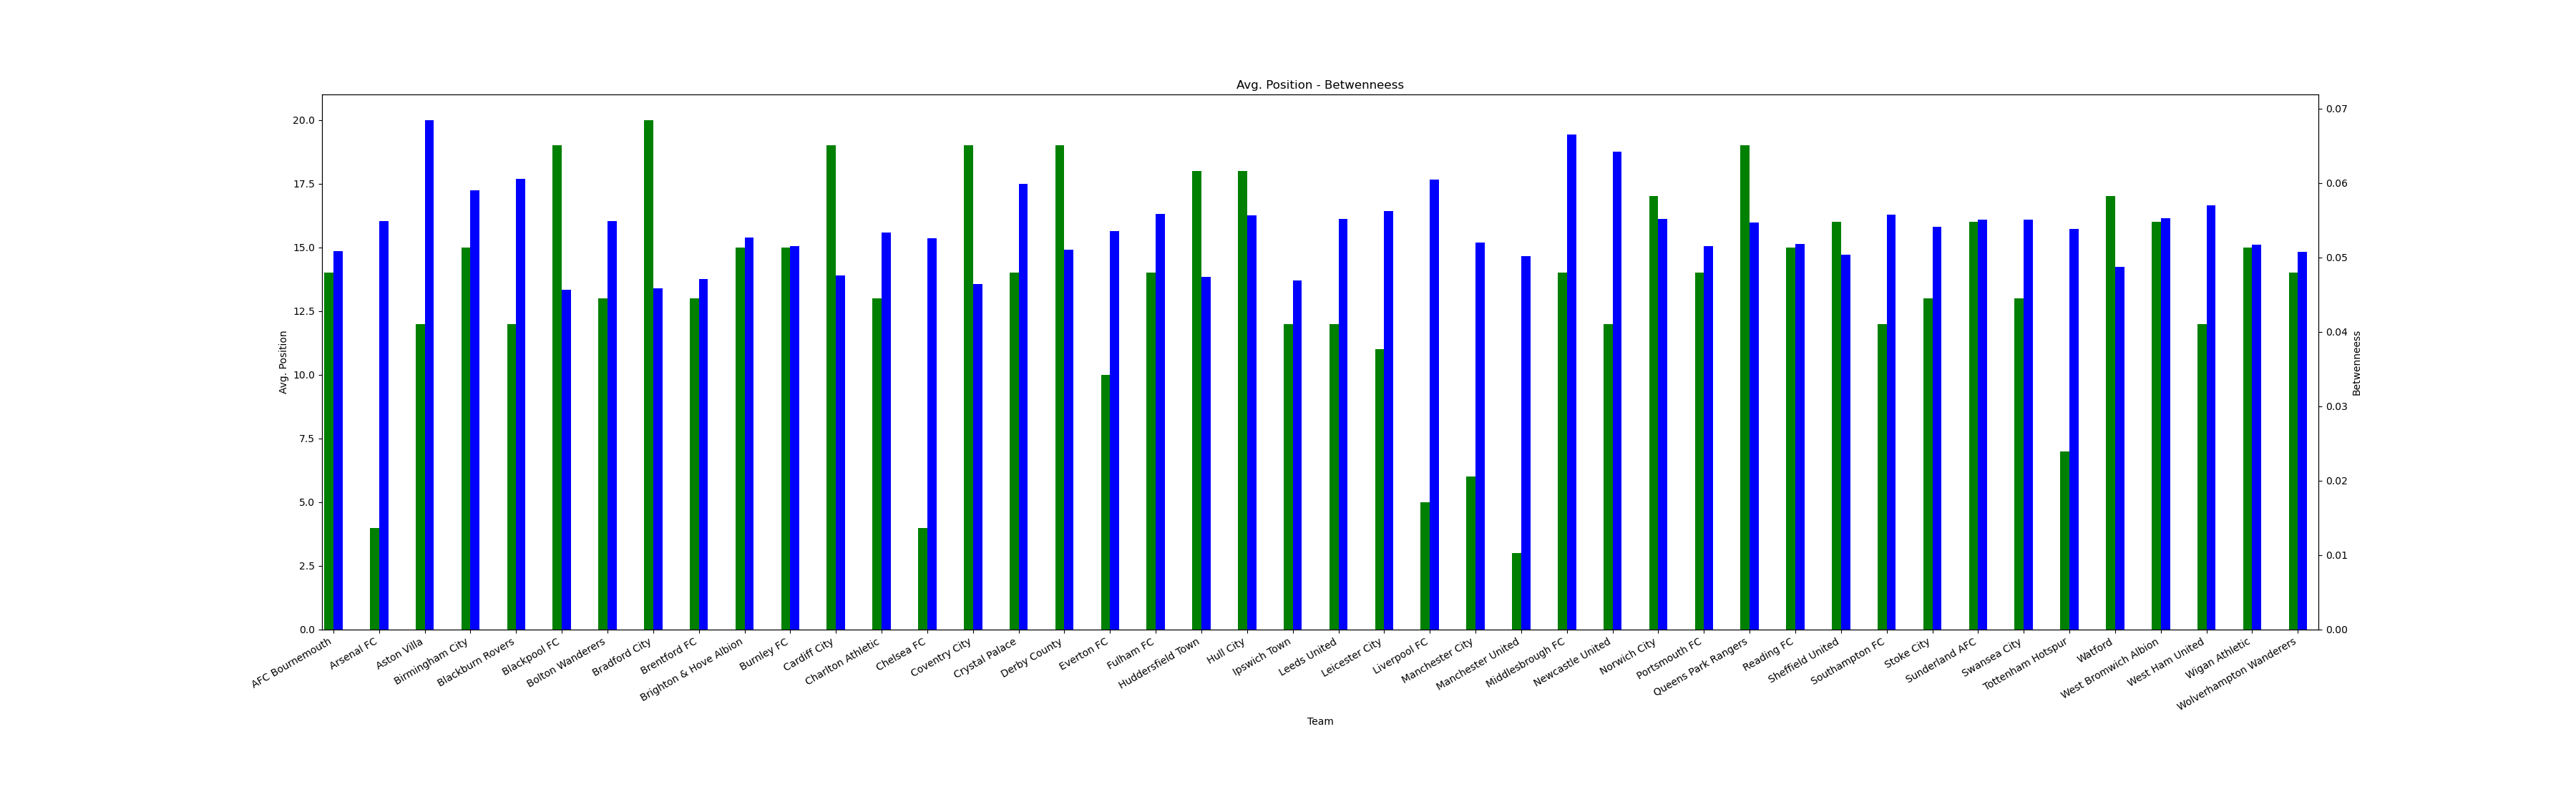 Avg. Position - Betwenneess
20.0
17.5
15.0
12.5
10.0
7.5
5.0
2.5
0.0
Avg. Position
0.07
0.06
0.05
0.04
0.03
0.02
0.01
0.00
Betwenneess
AFC Bournemouth
Arsenal FC
Aston Villa
Birmingham City
Blackburn Rovers
Blackpool FC
Bolton Wanderers
Bradford City
Brentford FC
Brighton & Hove Albion
Burnley FC
Cardiff City
Charlton Athletic
Chelsea FC
Coventry City
Crystal Palace
Derby County
Everton FC
Fulham FC
Huddersfield Town
Hull City
Ipswich Town
Leeds United
Leicester City
Liverpool FC
Manchester City
Manchester United
Middlesbrough FC
Newcastle United
Norwich City
Portsmouth FC
Queens Park Rangers
Reading FC
Sheffield United
Southampton FC
Stoke City
Sunderland AFC
Swansea City
Tottenham Hotspur
Watford
West Bromwich Albion
West Ham United
Wigan Athletic
Wolverhampton Wanderers
Team